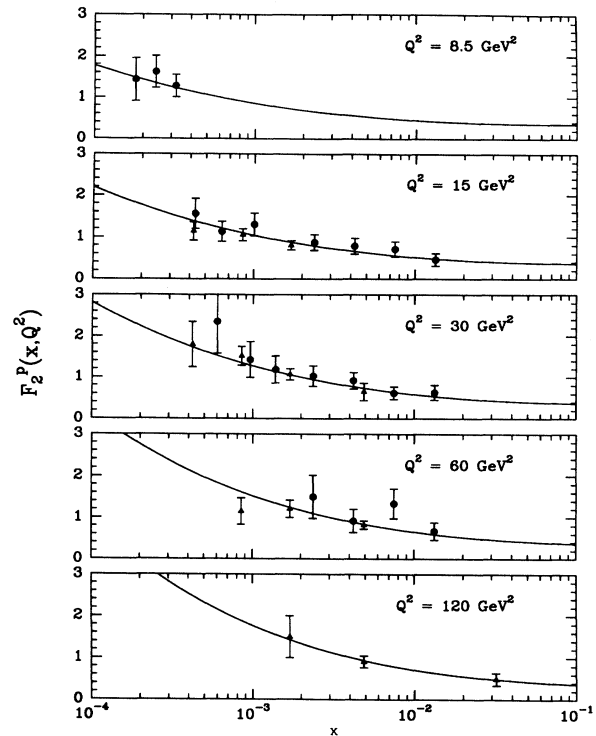 3
2
1
0
Q² = 8.5 GeV²
3
2
1
0
Q² = 15 GeV²
3
2
1
0
Q² = 30 GeV²
F₂ᵖ(x,Q²)
3
2
1
0
Q² = 60 GeV²
3
2
1
0
Q² = 120 GeV²
10⁻⁴ 10⁻³ 10⁻² 10⁻¹
x